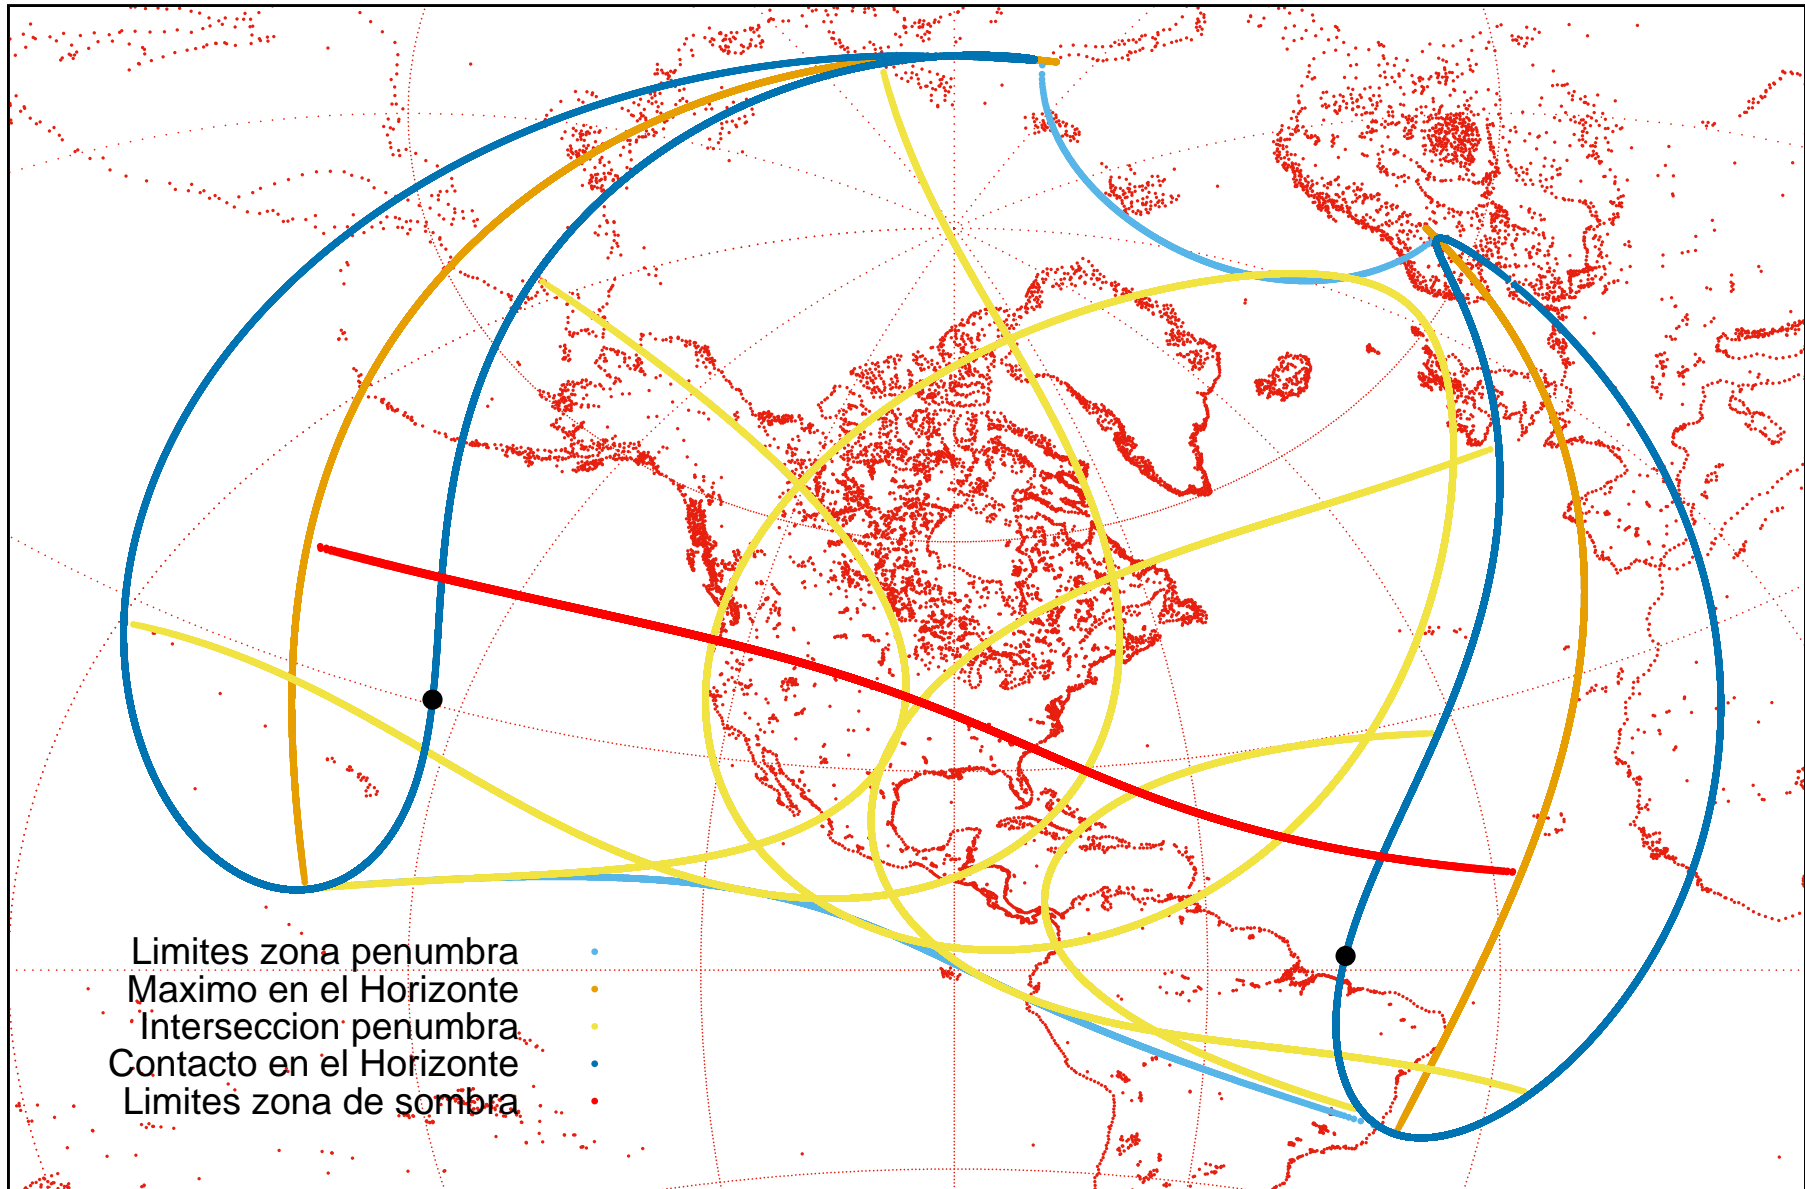 Limites zona penumbra
Maximo en el Horizonte
Interseccion penumbra
Contacto en el Horizonte
Limites zona de sombra